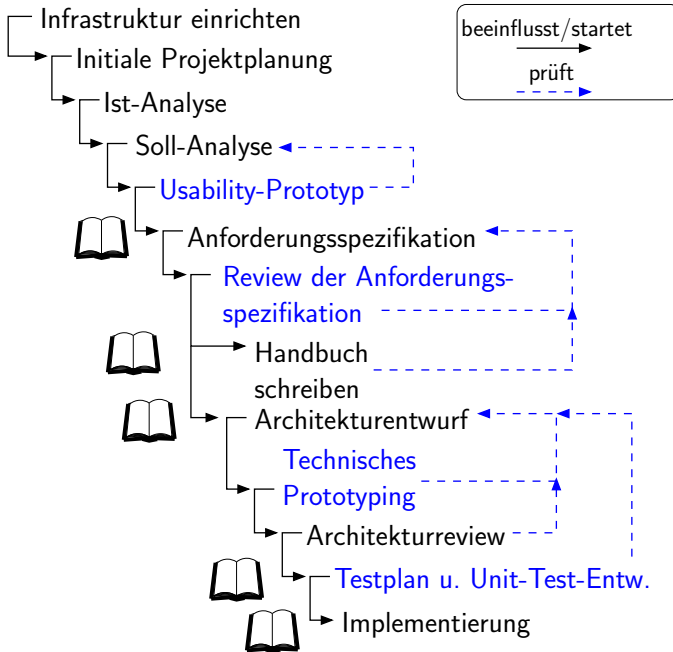 Infrastruktur einrichten
beeinflusst/startet
Initiale Projektplanung
prüft
Ist-Analyse
Soll-Analyse
Usability-Prototyp
Anforderungsspezifikation
Review der Anforderungs-
spezifikation
Handbuch
schreiben
Architekturentwurf
Technisches
Prototyping
Architekturreview
Testplan u. Unit-Test-Entw.
Implementierung